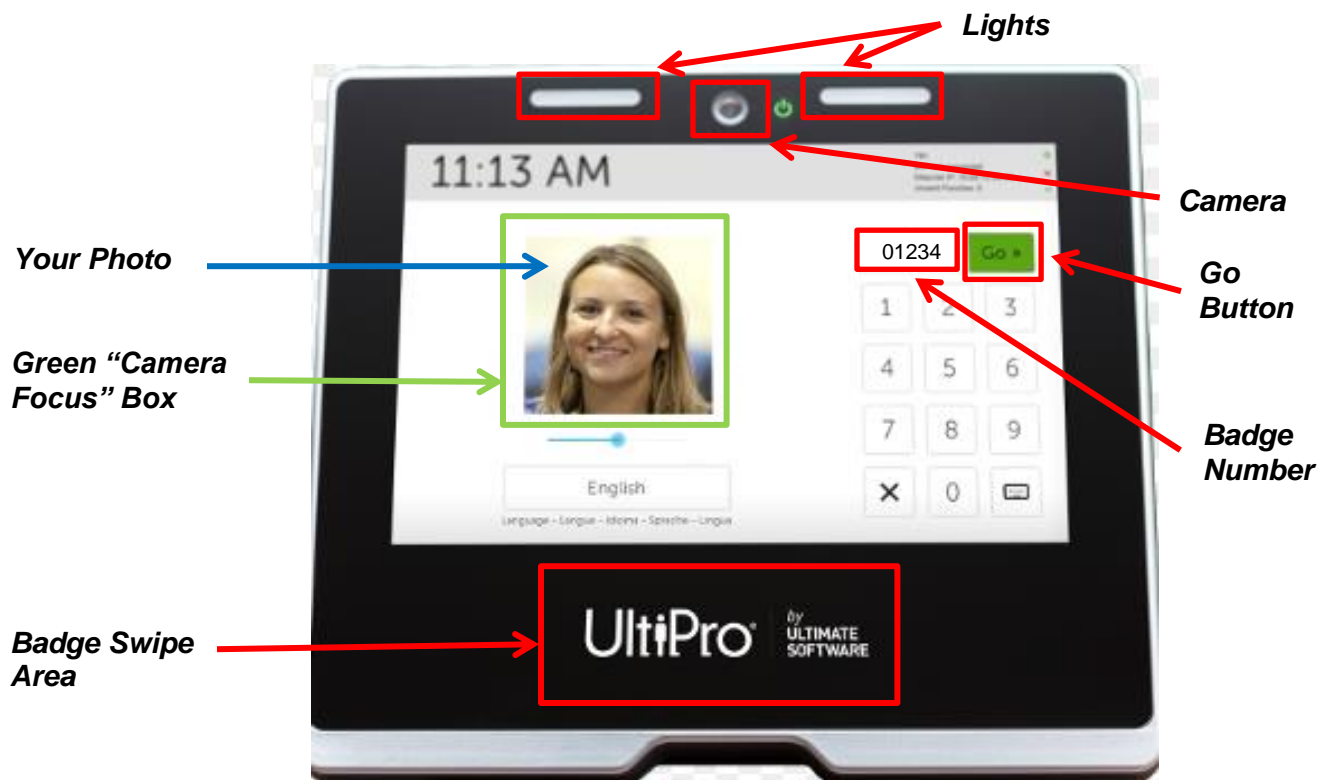 Lights
11:13 AM
Camera
Your Photo
01234
Go »
Go
Button
1 2 3
Green “Camera
Focus” Box
4 5 6
7 8 9
Badge
Number
English
0
Language - Langue - Idioma - Sprache - Lingua
UltiPro
by
ULTIMATE
SOFTWARE
Badge Swipe
Area